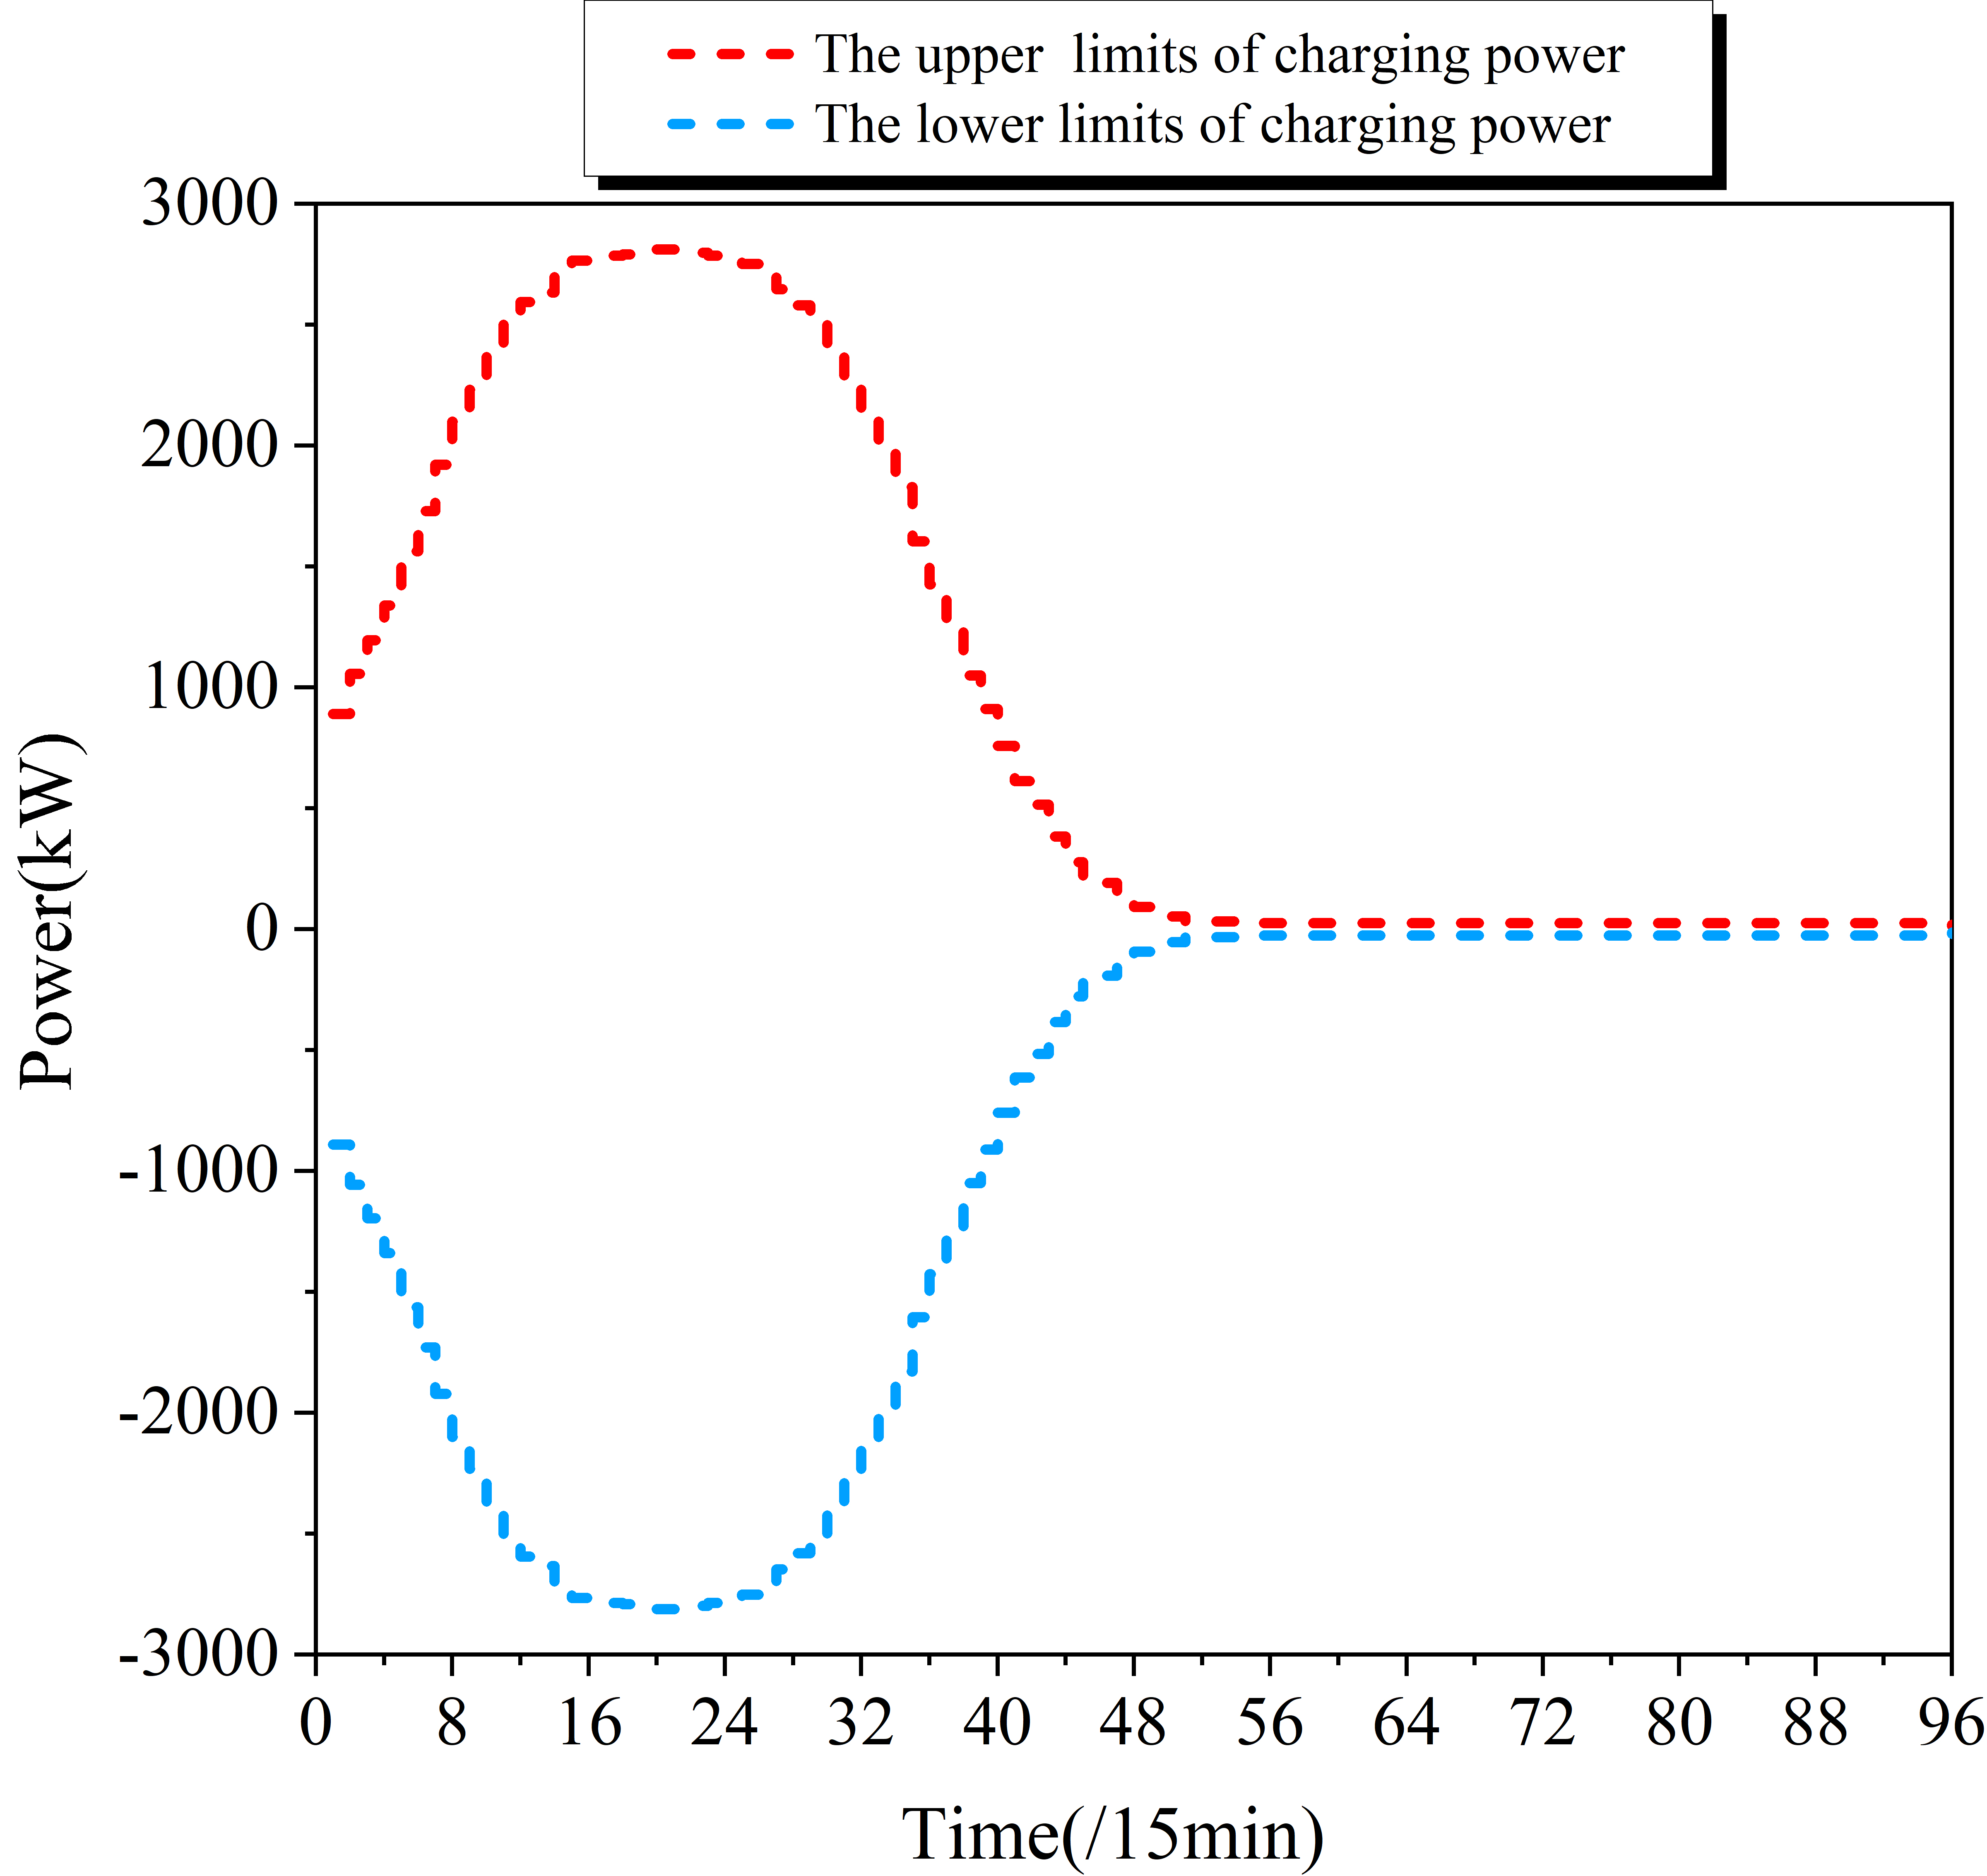 The upper limits of charging power
The lower limits of charging power
3000
2000
1000
0
-1000
-2000
-3000
Power(kW)
0 8 16 24 32 40 48 56 64 72 80 88 96
Time(/15min)